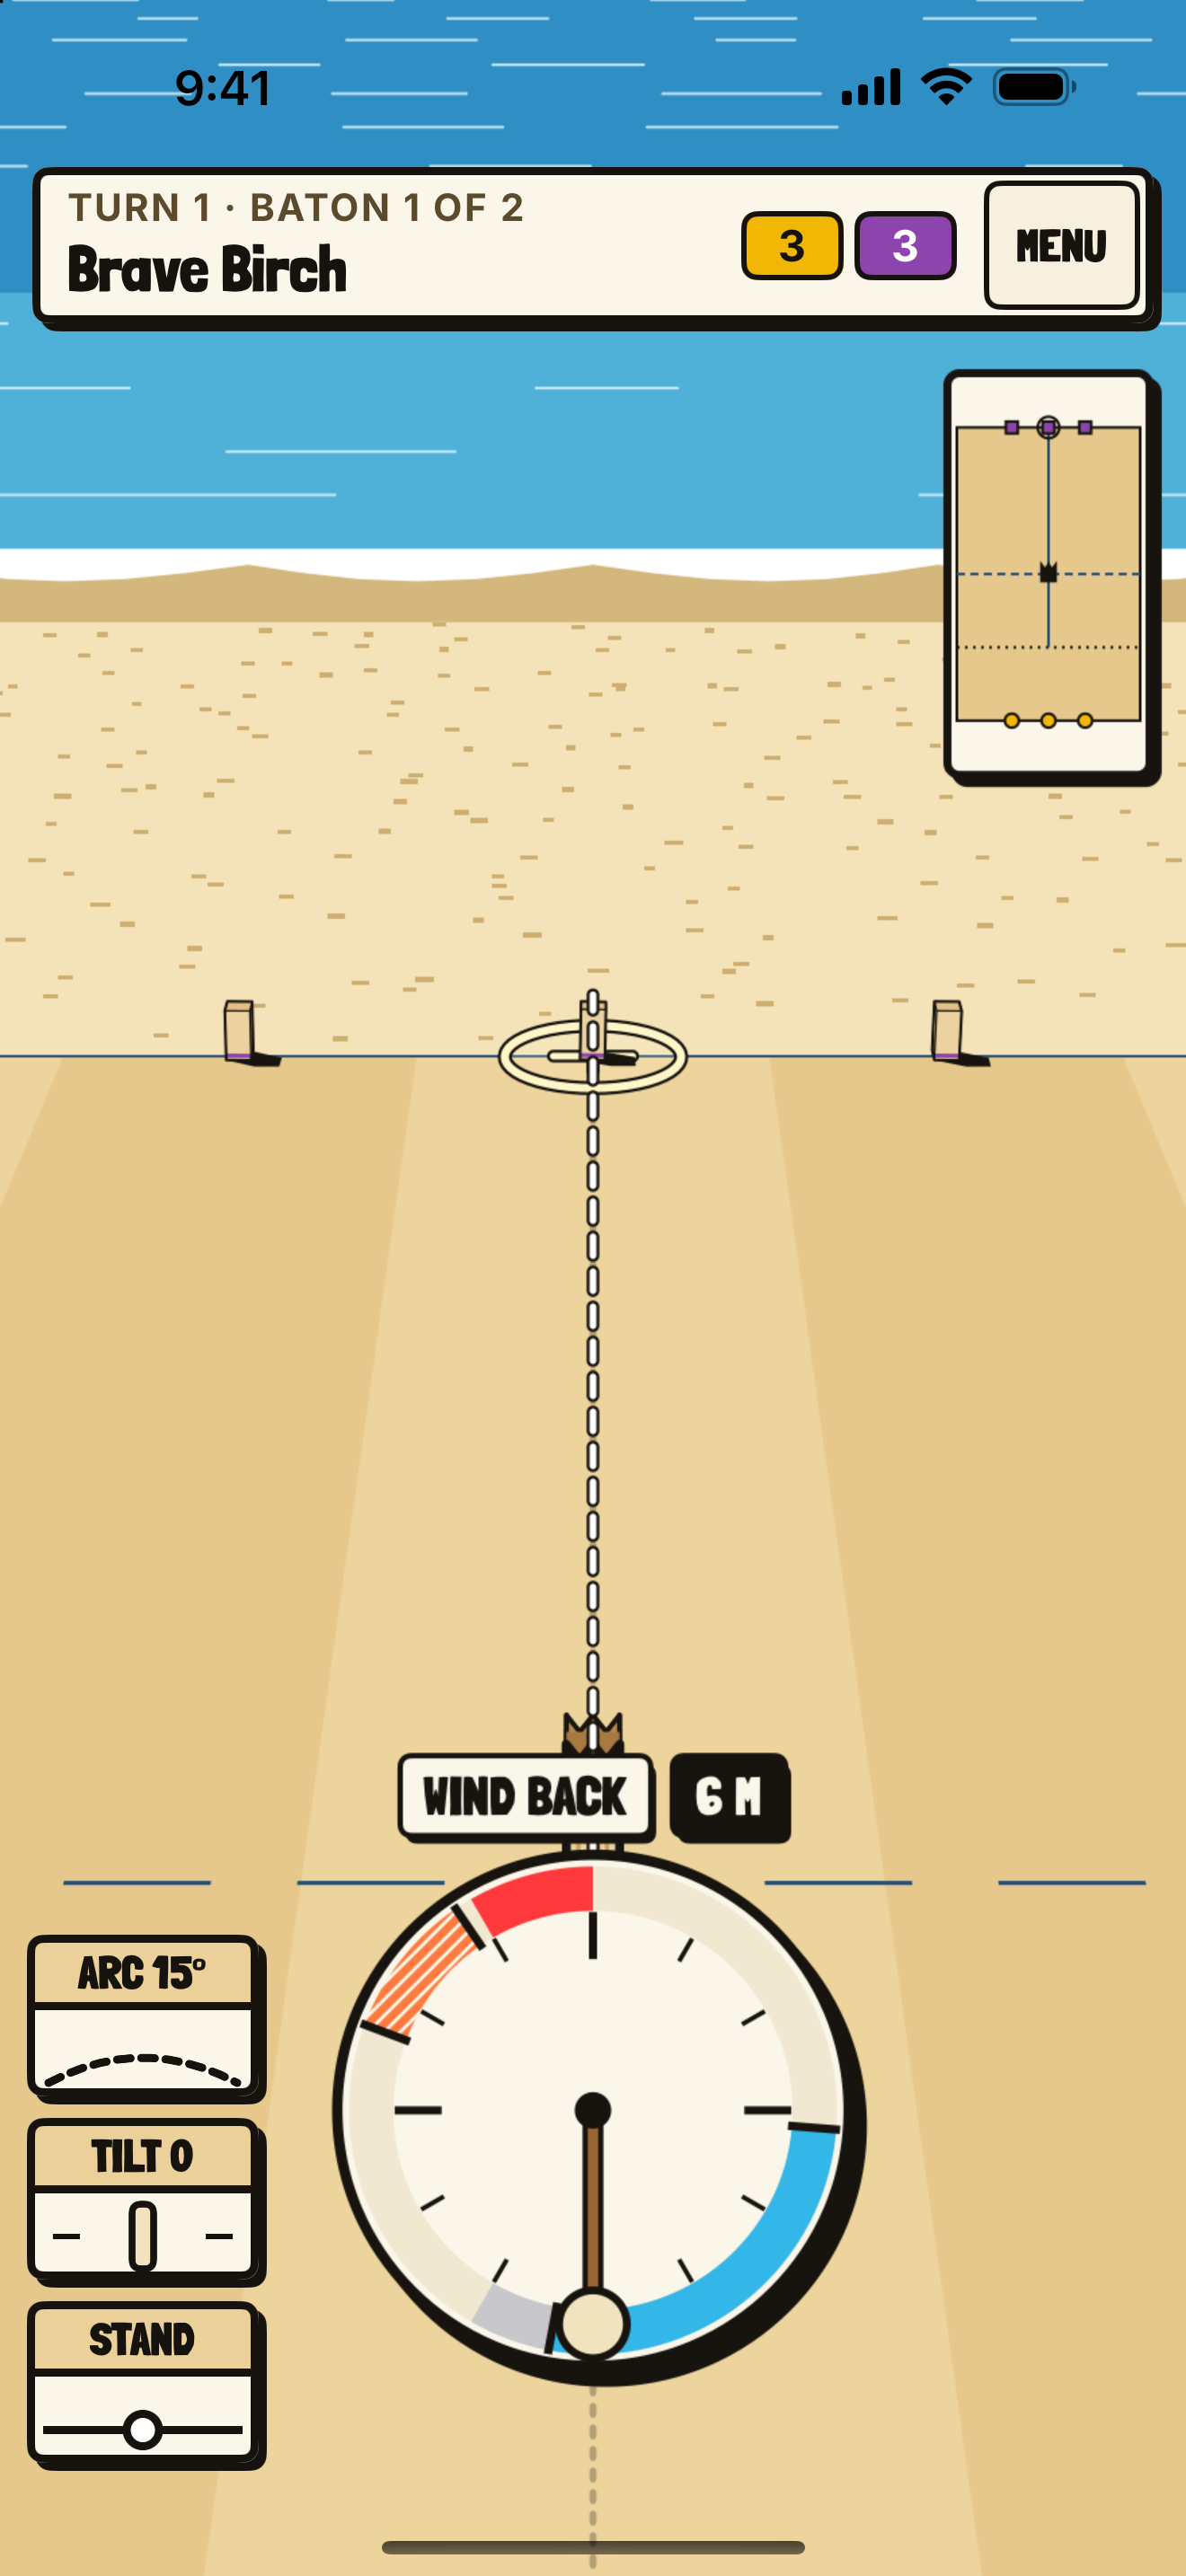 9:41
TURN 1 · BATON 1 OF 2
Brave Birch
3
3
MENU
WIND BACK
6 M
ARC 15°
TILT 0
STAND